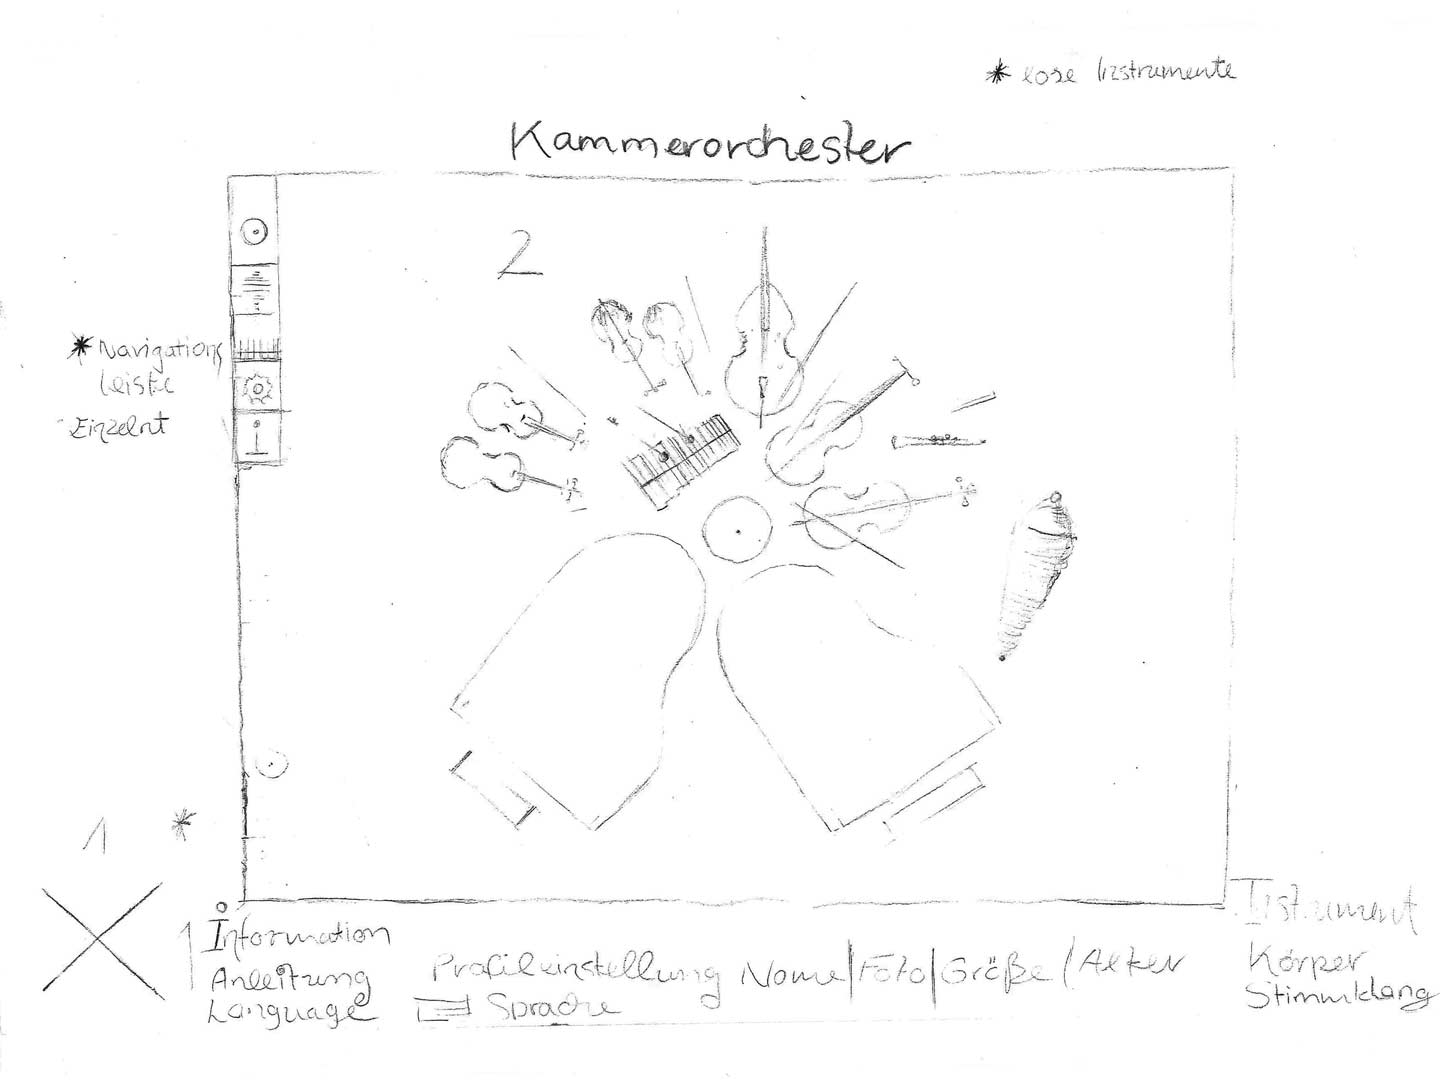 * lose Instrumente
Kammerorchester
2
* Navigations
leiste
Einzelnt
1
*
Information
Anleitung
Language
Profileinstellung Name/Foto/Größe/Alter
Sprache
Instrument
Körper
Stimmklang